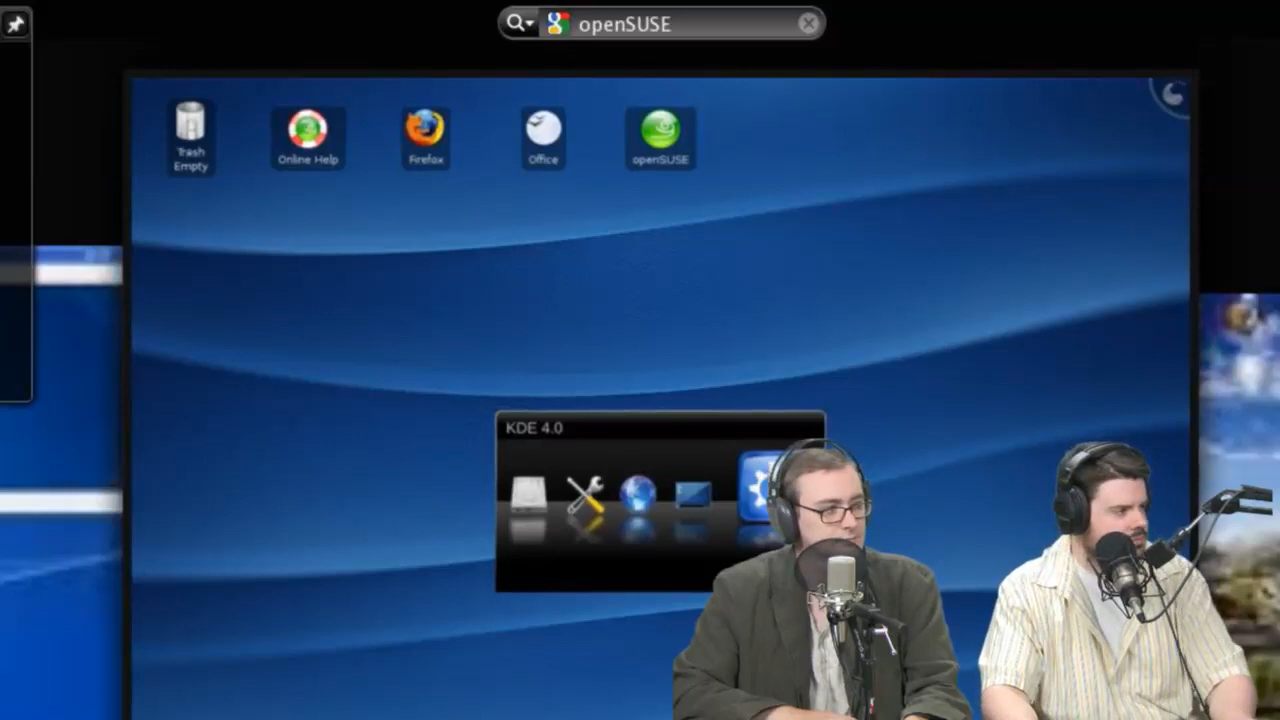 openSUSE
Trash
Empty
Online Help
Firefox
Office
openSUSE
KDE 4.0